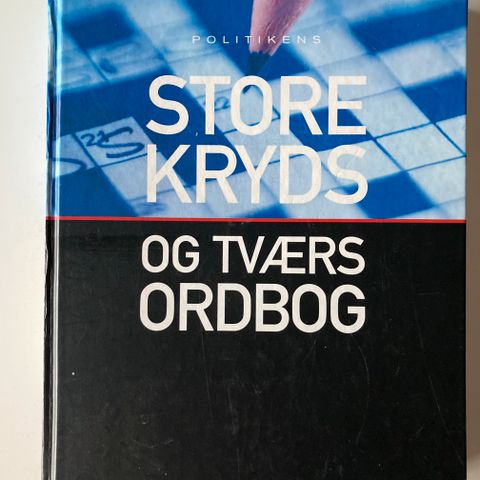 POLITIKENS
STORE
KRYDS
OG TVÆRS
ORDBOG